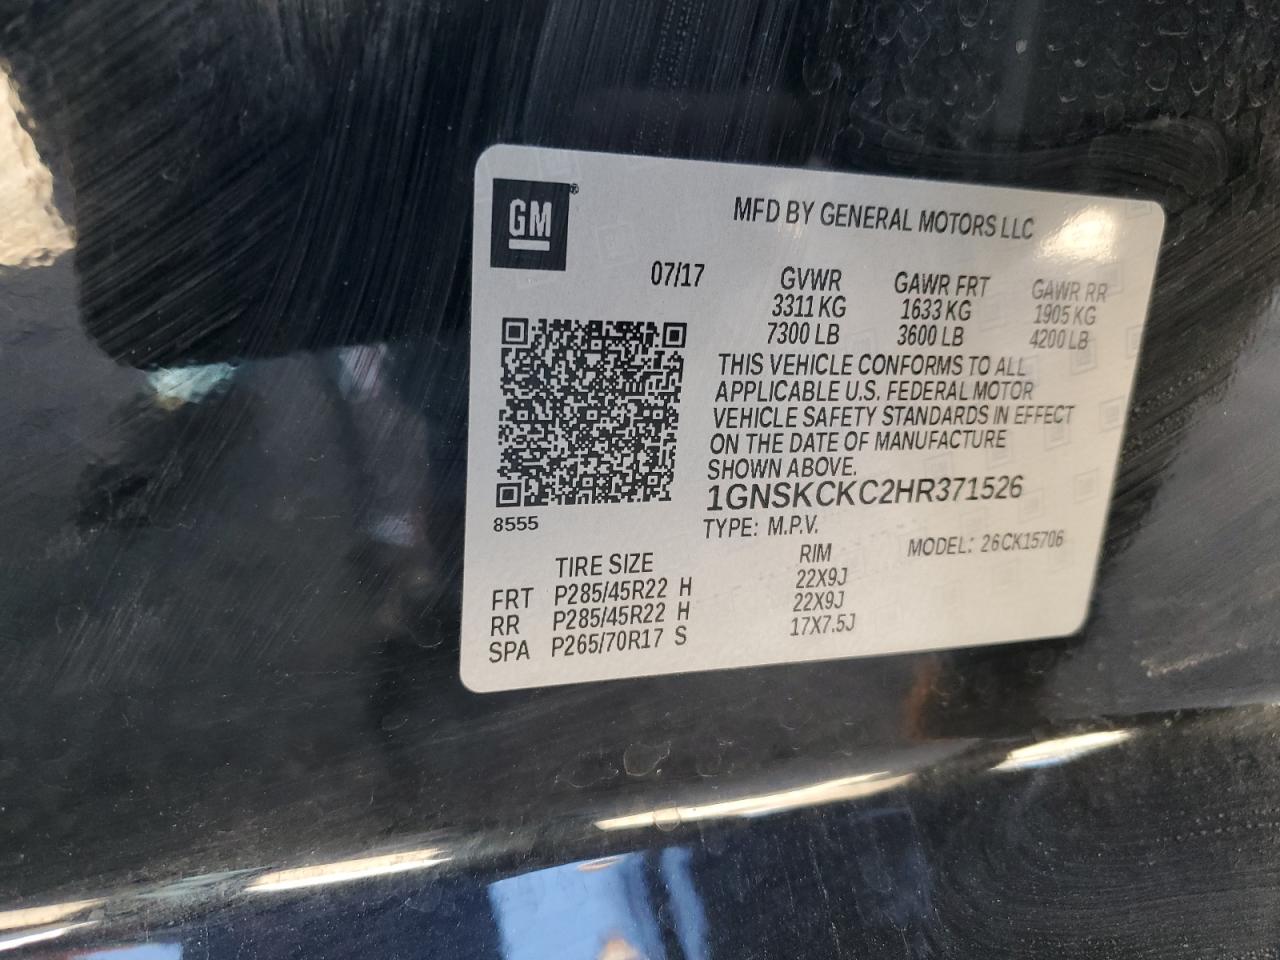 GM
MFD BY GENERAL MOTORS LLC
07/17 GVWR GAWR FRT GAWR RR
3311 KG 1633 KG 1905 KG
7300 LB 3600 LB 4200 LB
THIS VEHICLE CONFORMS TO ALL
APPLICABLE U.S. FEDERAL MOTOR
VEHICLE SAFETY STANDARDS IN EFFECT
ON THE DATE OF MANUFACTURE
SHOWN ABOVE.
1GNSKCKC2HR371526
8555
TYPE: M.P.V.
MODEL: 26CK15706
TIRE SIZE RIM
FRT P285/45R22 H 22X9J
RR P285/45R22 H 22X9J
SPA P265/70R17 S 17X7.5J